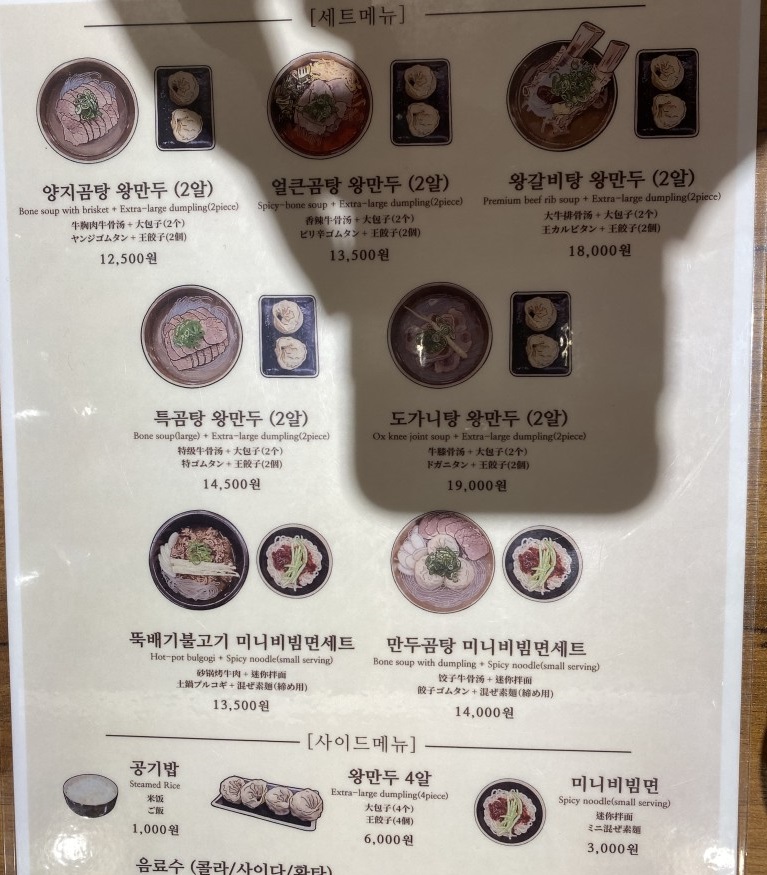 [세트메뉴]
양지곰탕 왕만두 (2알)
Bone soup with brisket + Extra-large dumpling(2piece)
牛胸肉牛骨汤 + 大包子(2个)
ヤンジゴムタン + 王餃子(2個)
12,500원
얼큰곰탕 왕만두 (2알)
Spicy-bone soup + Extra-large dumpling(2piece)
香辣牛骨汤 + 大包子(2个)
ピリ辛ゴムタン + 王餃子(2個)
13,500원
왕갈비탕 왕만두 (2알)
Premium beef rib soup + Extra-large dumpling(2piece)
大牛排骨汤 + 大包子(2个)
王カルビタン + 王餃子(2個)
18,000원
특곰탕 왕만두 (2알)
Bone soup(large) + Extra-large dumpling(2piece)
特级牛骨汤 + 大包子(2个)
特ゴムタン + 王餃子(2個)
14,500원
도가니탕 왕만두 (2알)
Ox knee joint soup + Extra-large dumpling(2piece)
牛膝骨汤 + 大包子(2个)
ドガニタン + 王餃子(2個)
19,000원
뚝배기불고기 미니비빔면세트
Hot-pot bulgogi + Spicy noodle(small serving)
砂锅烤牛肉 + 迷你拌面
土鍋プルコギ + 混ぜ素麺(締め用)
13,500원
만두곰탕 미니비빔면세트
Bone soup with dumpling + Spicy noodle(small serving)
饺子牛骨汤 + 迷你拌面
餃子ゴムタン + 混ぜ素麺(締め用)
14,000원
[사이드메뉴]
공기밥
Steamed Rice
米饭
ご飯
1,000원
왕만두 4알
Extra-large dumpling(4piece)
大包子(4个)
王餃子(4個)
6,000원
미니비빔면
Spicy noodle(small serving)
迷你拌面
ミニ混ぜ素麺
3,000원
음료수 (콜라/사이다/환타)